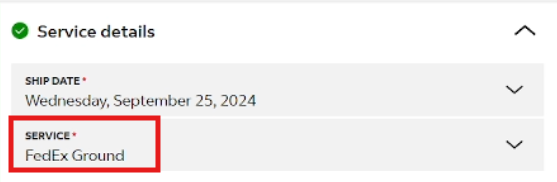 Service details
SHIP DATE*
Wednesday, September 25, 2024
SERVICE*
FedEx Ground